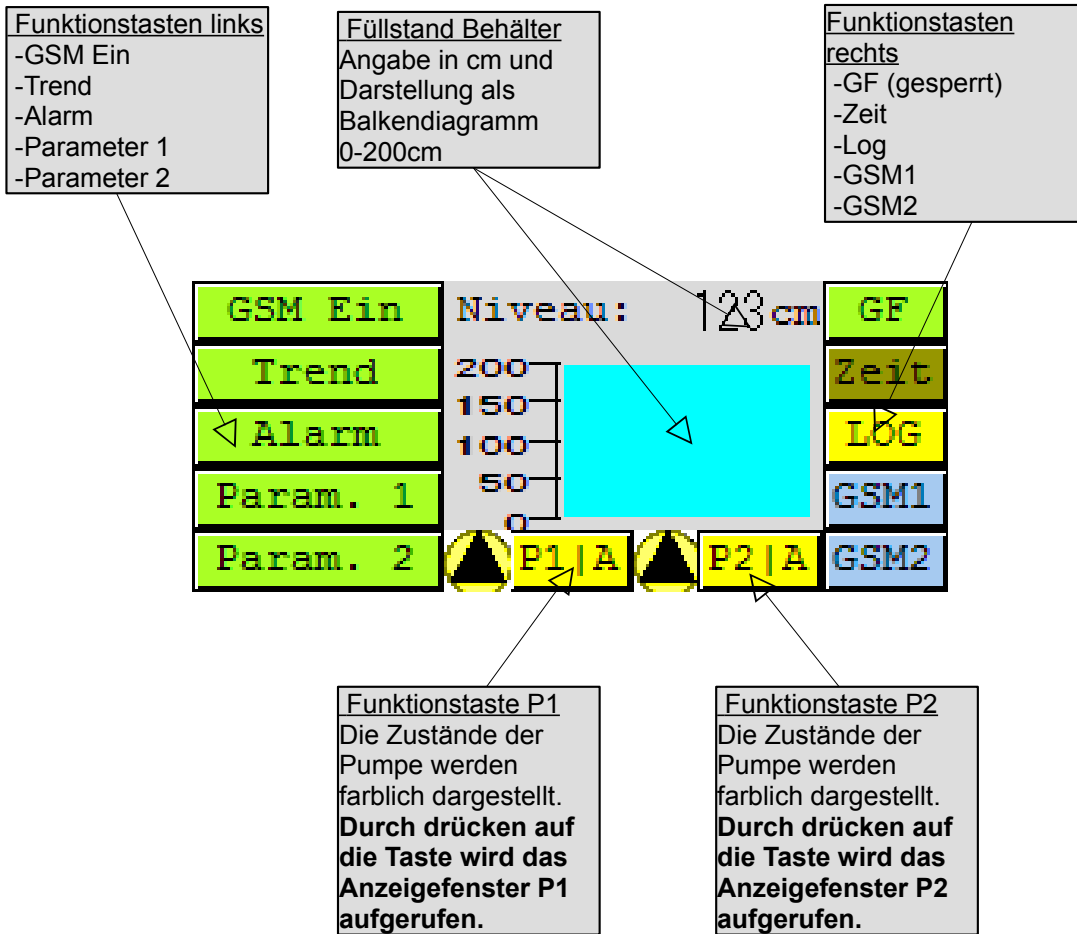 Funktionstasten links
-GSM Ein
-Trend
-Alarm
-Parameter 1
-Parameter 2
Füllstand Behälter
Angabe in cm und
Darstellung als
Balkendiagramm
0-200cm
Funktionstasten
rechts
-GF (gesperrt)
-Zeit
-Log
-GSM1
-GSM2
GSM Ein
Trend
Alarm
Param. 1
Param. 2
Niveau: 123 cm
200
150
100
50
0
P1|A
P2|A
GF
Zeit
LOG
GSM1
GSM2
Funktionstaste P1
Die Zustände der
Pumpe werden
farblich dargestellt.
Durch drücken auf
die Taste wird das
Anzeigefenster P1
aufgerufen.
Funktionstaste P2
Die Zustände der
Pumpe werden
farblich dargestellt.
Durch drücken auf
die Taste wird das
Anzeigefenster P2
aufgerufen.